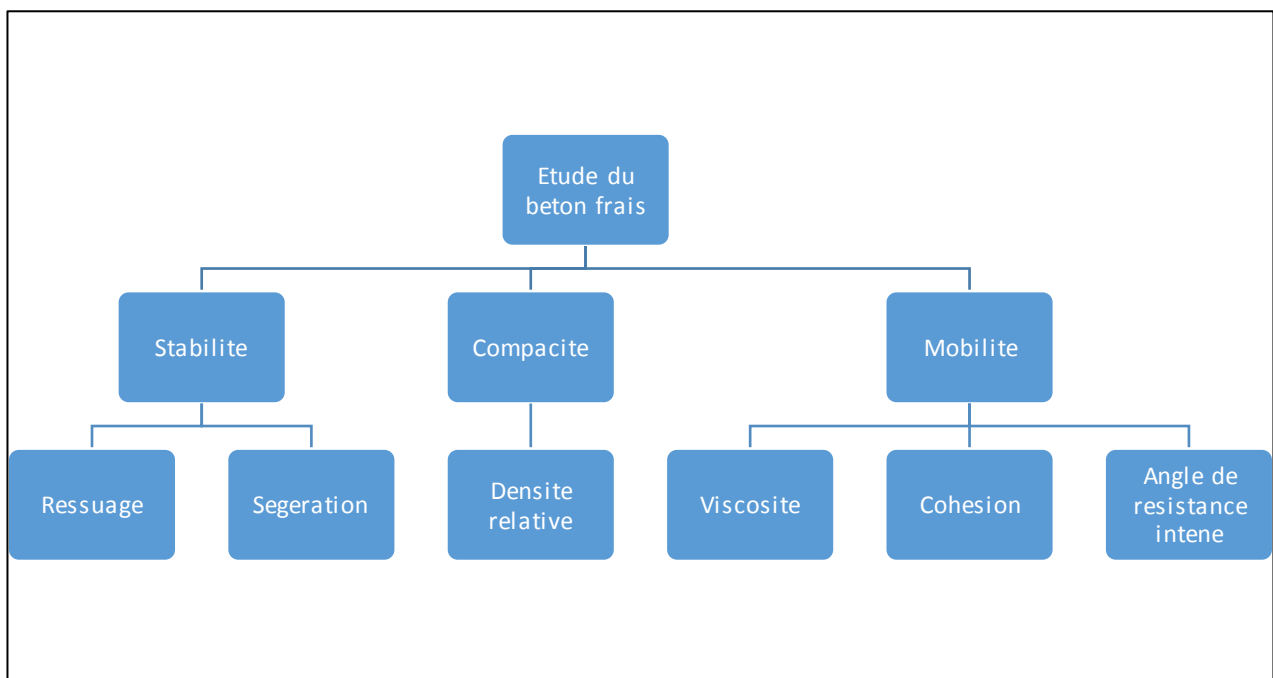 Etude du
beton frais
Stabilite
Compacite
Mobilite
Ressuage
Segeration
Densite
relative
Viscosite
Cohesion
Angle de
resistance
intene